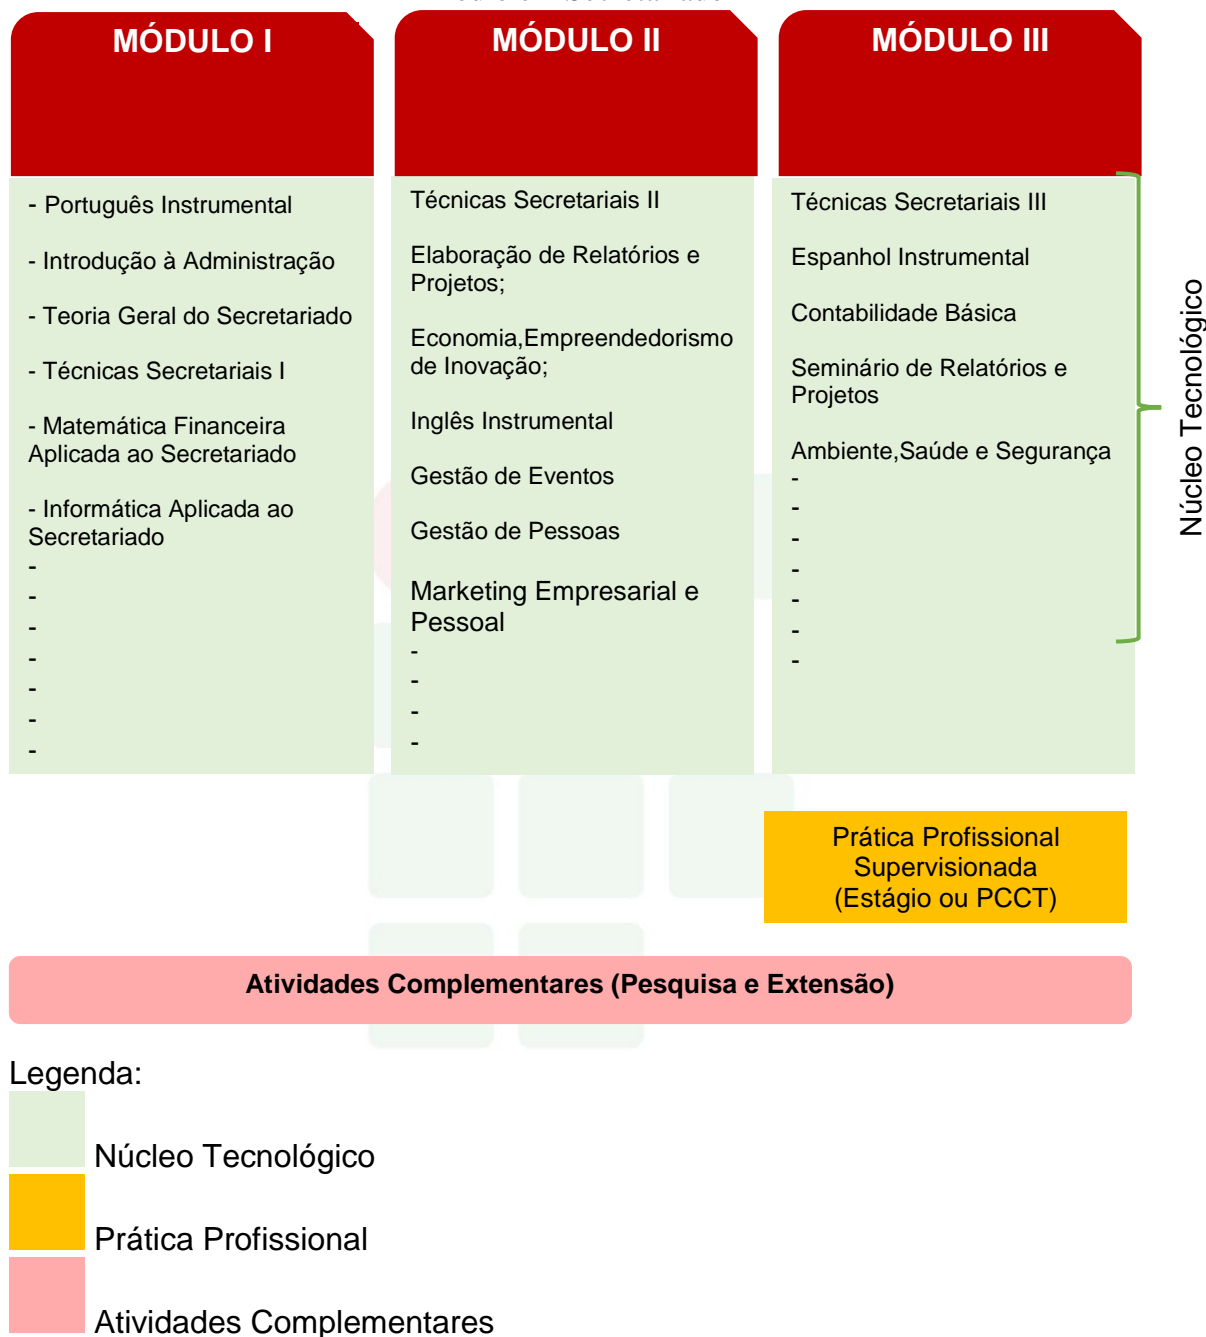 MÓDULO I
- Português Instrumental
- Introdução à Administração
- Teoria Geral do Secretariado
- Técnicas Secretariais I
- Matemática Financeira
Aplicada ao Secretariado
- Informática Aplicada ao
Secretariado
-
-
-
-
-
-
-
MÓDULO II
Técnicas Secretariais II
Elaboração de Relatórios e
Projetos;
Economia,Empreendedorismo
de Inovação;
Inglês Instrumental
Gestão de Eventos
Gestão de Pessoas
Marketing Empresarial e
Pessoal
-
-
-
-
MÓDULO III
Técnicas Secretariais III
Espanhol Instrumental
Contabilidade Básica
Seminário de Relatórios e
Projetos
Ambiente,Saúde e Segurança
-
-
-
-
-
-
-
Núcleo Tecnológico
Prática Profissional
Supervisionada
(Estágio ou PCCT)
Atividades Complementares (Pesquisa e Extensão)
Legenda:
Núcleo Tecnológico
Prática Profissional
Atividades Complementares